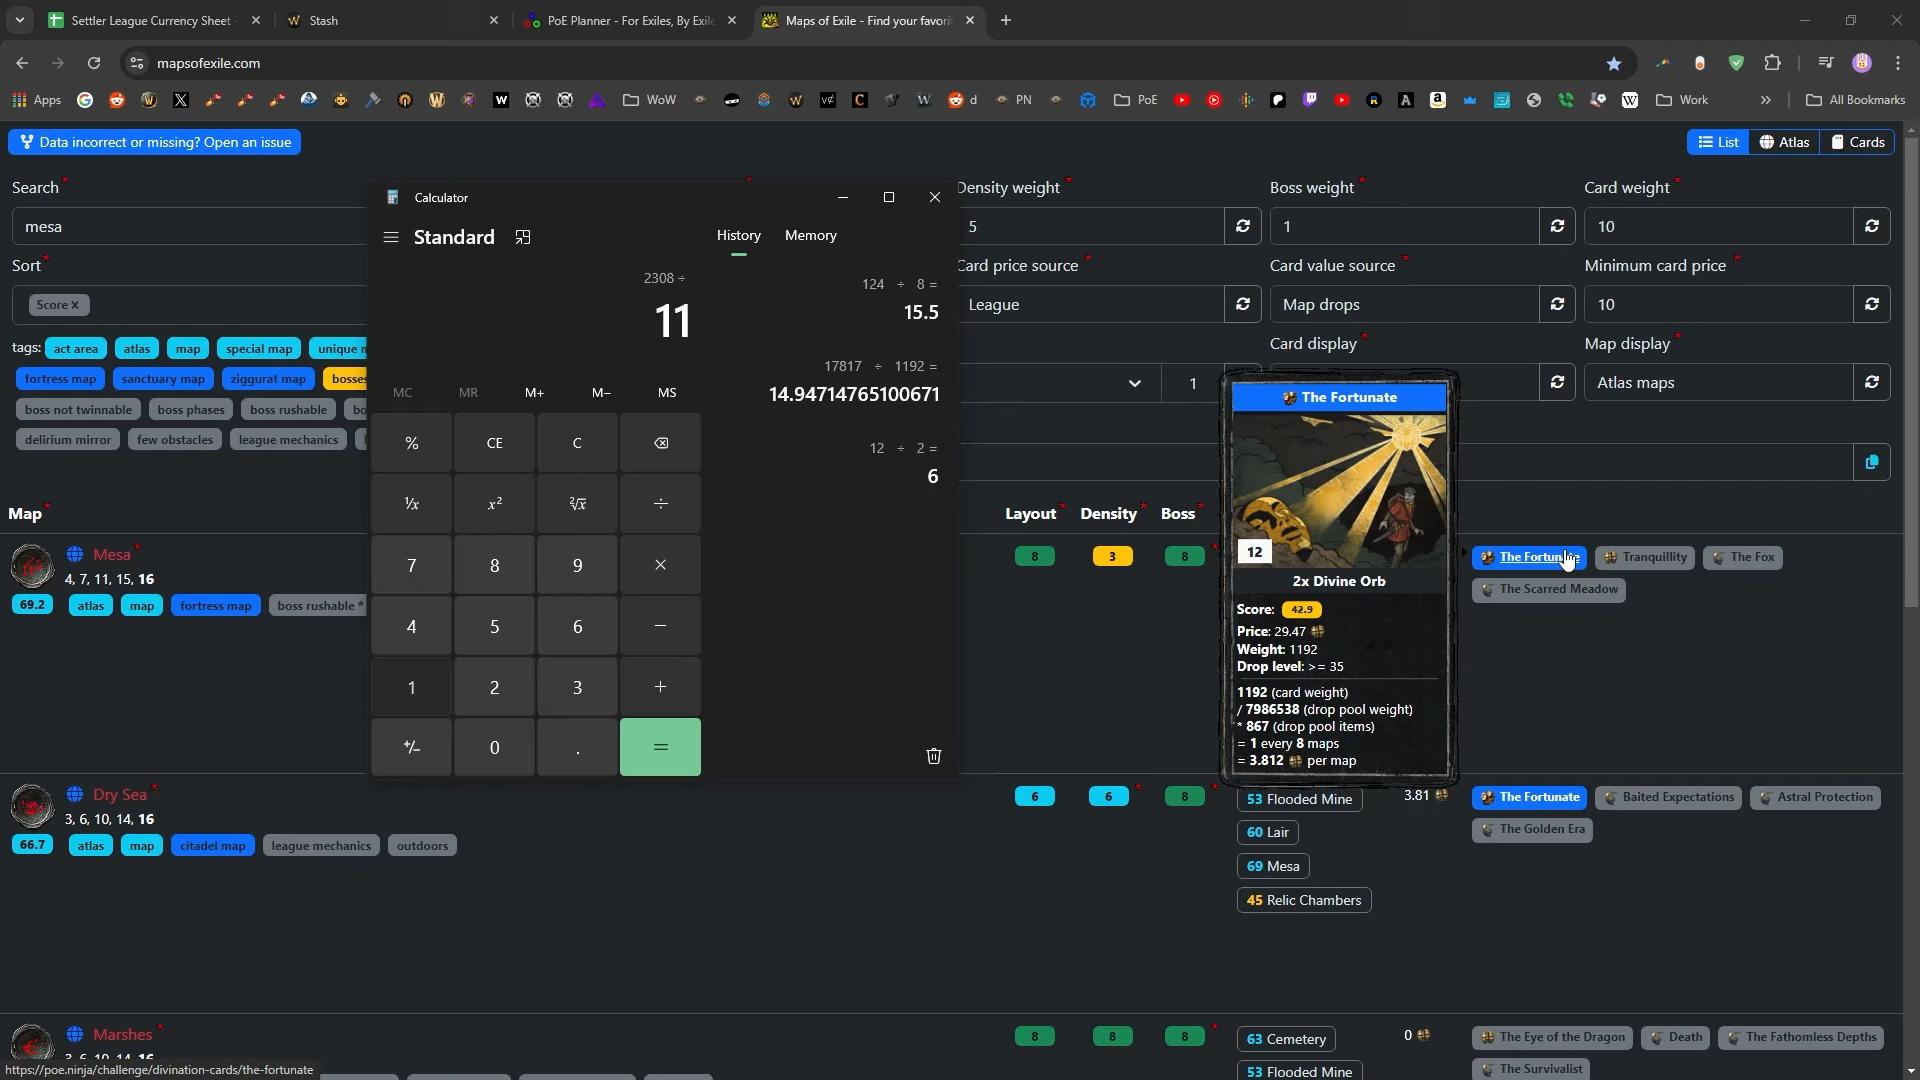 Settler League Currency Sheet
Stash
PoE Planner - For Exiles, By Exile
Maps of Exile - Find your favori
mapsofexile.com
Apps
WoW
d
PN
PoE
Work
All Bookmarks
Data incorrect or missing? Open an issue
List
Atlas
Cards
Search*
mesa
Density weight*
5
Boss weight*
1
Card weight*
10
Sort*
Score ×
Card price source*
League
Card value source*
Map drops
Minimum card price*
10
Card display*
Map display*
1
Atlas maps
tags:
act area
atlas
map
special map
unique m
fortress map
sanctuary map
ziggurat map
bosses
boss not twinnable
boss phases
boss rushable
bo
delirium mirror
few obstacles
league mechanics
Calculator
Standard
History
Memory
2308 ÷
11
124 ÷ 8 =
15.5
17817 ÷ 1192 =
14.94714765100671
12 ÷ 2 =
6
MC
MR
M+
M−
MS
%
CE
C
⅟x
x²
²√x
÷
7
8
9
×
4
5
6
−
1
2
3
+
+/−
0
.
=
Map*
Layout*
Density*
Boss*
Mesa*
4, 7, 11, 15, 16
69.2
atlas
map
fortress map
boss rushable *
8
3
8*
The Fortunate
Tranquillity
The Fox
The Scarred Meadow
The Fortunate
12
2x Divine Orb
Score: 42.9
Price: 29.47
Weight: 1192
Drop level: >= 35
1192 (card weight)
/ 7986538 (drop pool weight)
* 867 (drop pool items)
= 1 every 8 maps
= 3.812 per map
Dry Sea*
3, 6, 10, 14, 16
66.7
atlas
map
citadel map
league mechanics
outdoors
6
6*
8*
53 Flooded Mine
60 Lair
69 Mesa
45 Relic Chambers
3.81
The Fortunate
Baited Expectations
Astral Protection
The Golden Era
Marshes*
3, 6, 10, 14, 16
8
8
8*
63 Cemetery
53 Flooded Mine
0
The Eye of the Dragon
Death
The Fathomless Depths
The Survivalist
https://poe.ninja/challenge/divination-cards/the-fortunate